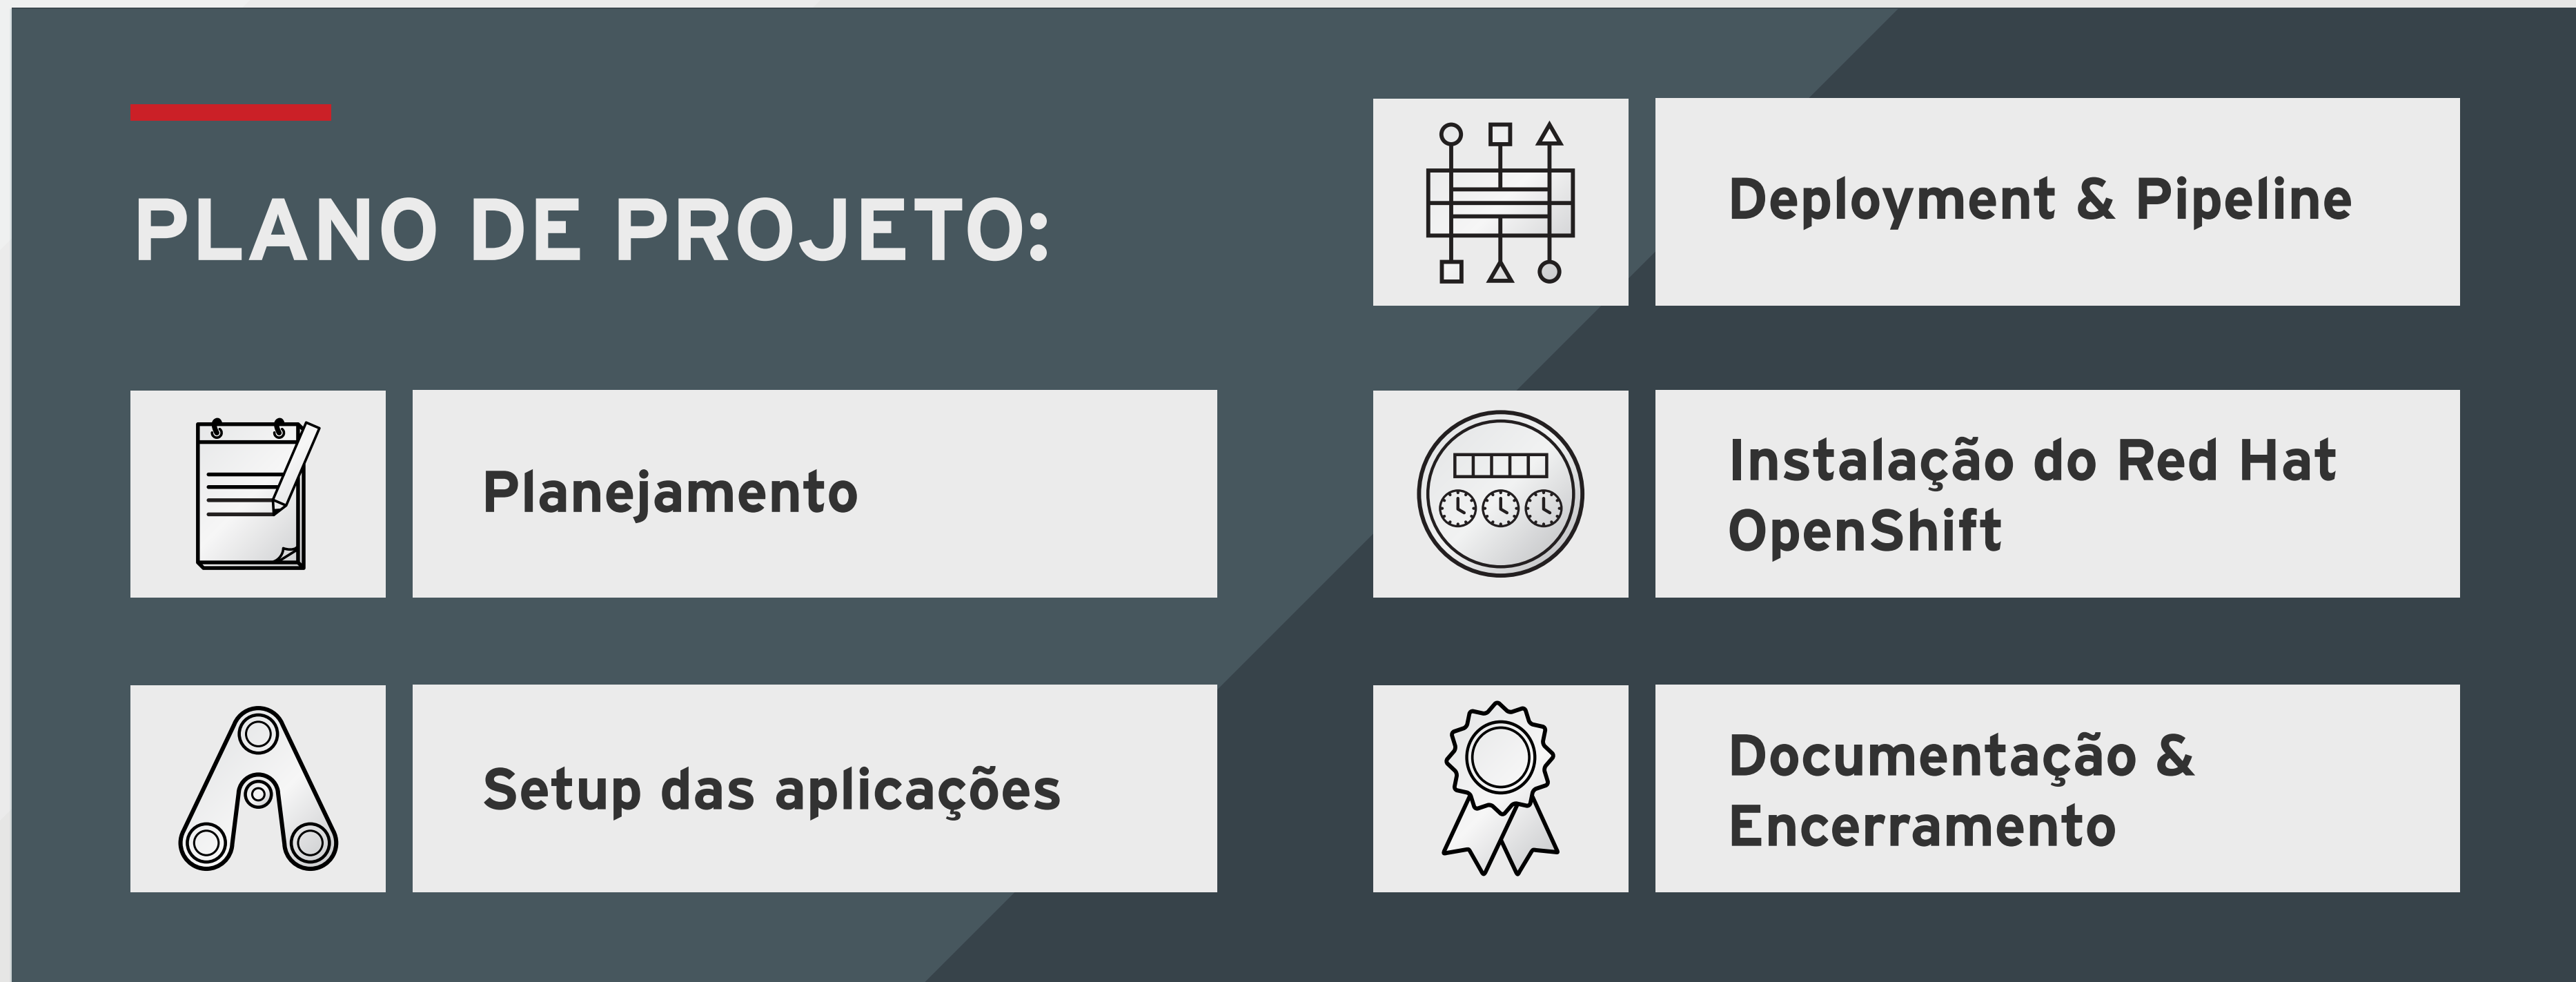 PLANO DE PROJETO:
Planejamento
Setup das aplicações
Deployment & Pipeline
Instalação do Red Hat
OpenShift
Documentação &
Encerramento